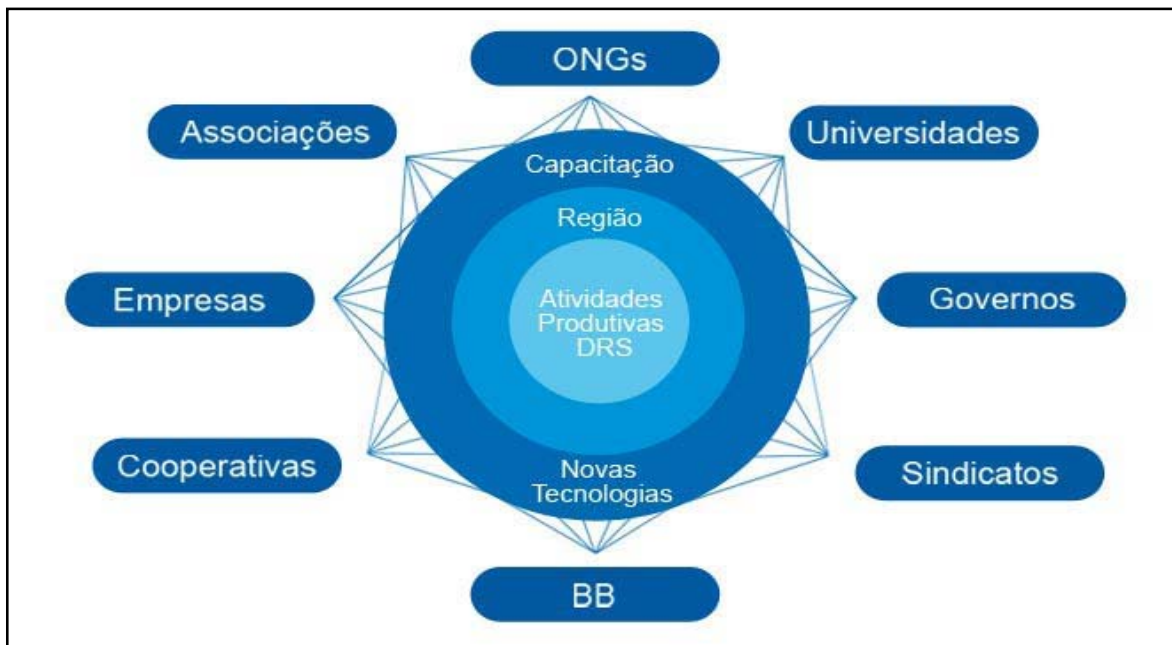 ONGs
Associações
Universidades
Capacitação
Região
Empresas
Atividades
Produtivas
DRS
Governos
Cooperativas
Novas
Tecnologias
Sindicatos
BB